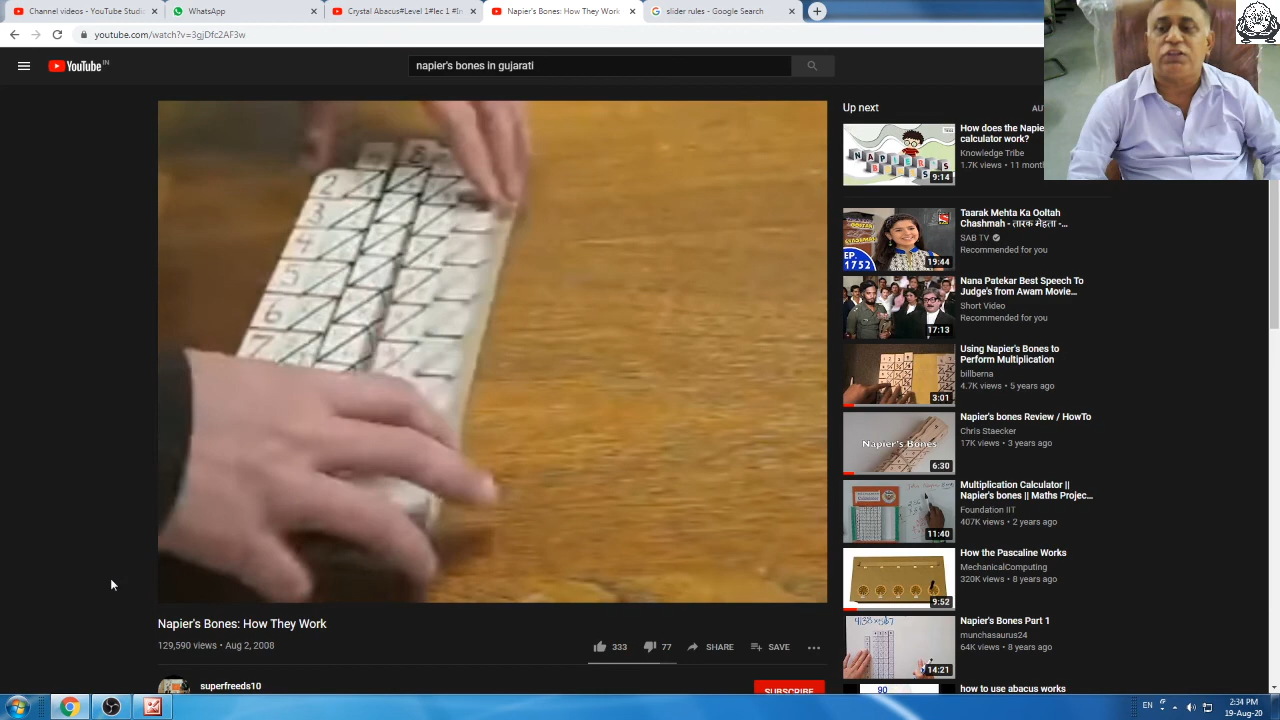 Channel videos - YouTube Studio
WhatsApp
Crystal Abacus#Level 1#lec 1 #In
Napier's Bones: How They Work
slider rules - Google Search
youtube.com/watch?v=3gjDfc2AF3w
YouTube IN
napier's bones in gujarati
Up next
How does the Napie
calculator work?
Knowledge Tribe
1.7K views • 11 mont
9:14
Taarak Mehta Ka Ooltah
Chashmah - तारक मेहता -...
SAB TV
Recommended for you
EP.
1752
19:44
Nana Patekar Best Speech To
Judge's from Awam Movie...
Short Video
Recommended for you
17:13
Using Napier's Bones to
Perform Multiplication
billberna
4.7K views • 5 years ago
3:01
Napier's bones Review / HowTo
Chris Staecker
17K views • 3 years ago
Napier's Bones
6:30
Multiplication Calculator ||
Napier's bones || Maths Projec...
Foundation IIT
407K views • 2 years ago
11:40
How the Pascaline Works
MechanicalComputing
320K views • 8 years ago
9:52
Napier's Bones Part 1
munchasaurus24
64K views • 8 years ago
14:21
how to use abacus works
90
Napier's Bones: How They Work
129,590 views • Aug 2, 2008
333
77
SHARE
SAVE
superfreeds10
SUBSCRIBE
EN
2:34 PM
19-Aug-20